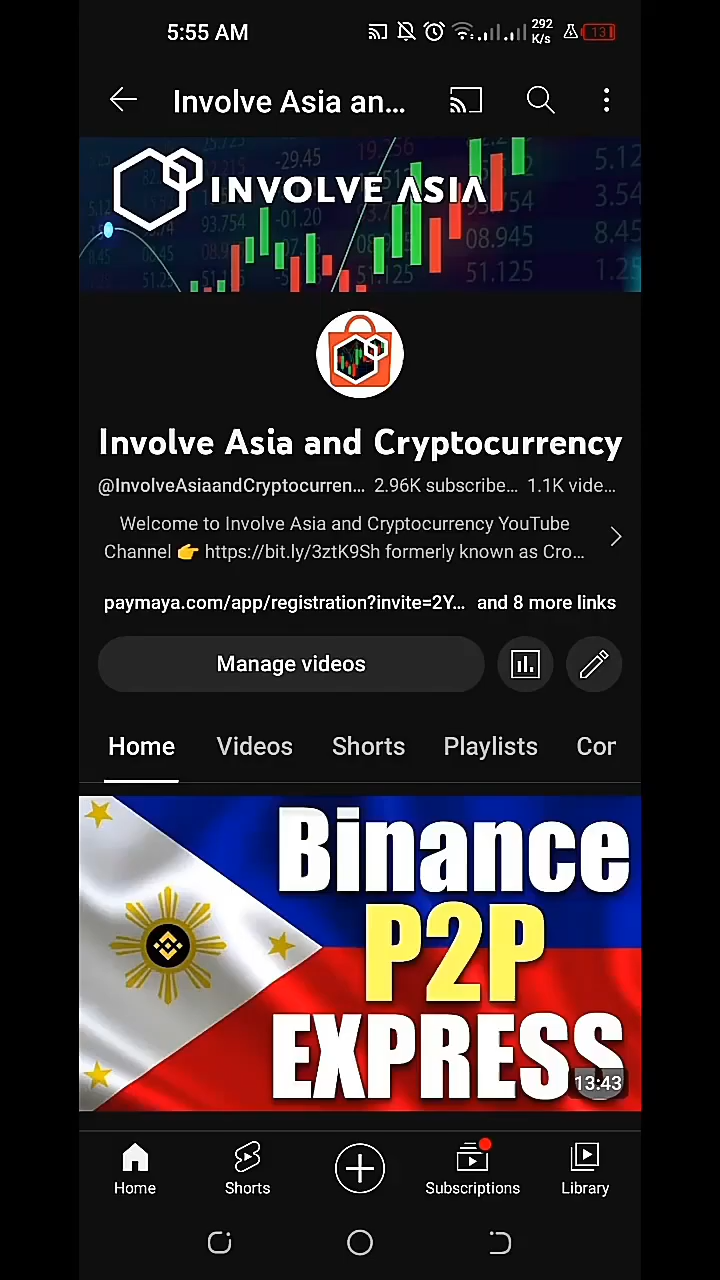 5:55 AM
292
K/s
13
Involve Asia an...
INVOLVE ASIA
Involve Asia and Cryptocurrency
@InvolveAsiaandCryptocurren... 2.96K subscribe... 1.1K vide...
Welcome to Involve Asia and Cryptocurrency YouTube
Channel 👉 https://bit.ly/3ztK9Sh formerly known as Cro...
paymaya.com/app/registration?invite=2Y... and 8 more links
Manage videos
Home Videos Shorts Playlists Cor
Binance
P2P
EXPRESS
13:43
Home Shorts Subscriptions Library